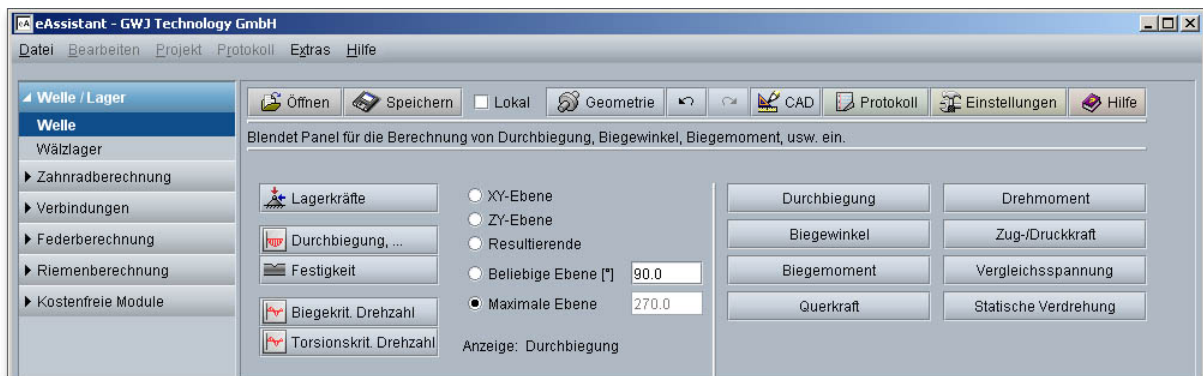 eA eAssistant - GWJ Technology GmbH
Datei Bearbeiten Projekt Protokoll Extras Hilfe
Welle / Lager
Welle
Wälzlager
Zahnradberechnung
Verbindungen
Federberechnung
Riemenberechnung
Kostenfreie Module
Öffnen Speichern Lokal Geometrie CAD Protokoll Einstellungen Hilfe
Blendet Panel für die Berechnung von Durchbiegung, Biegewinkel, Biegemoment, usw. ein.
Lagerkräfte
Durchbiegung, ...
Festigkeit
Biegekrit. Drehzahl
Torsionskrit. Drehzahl
XY-Ebene
ZY-Ebene
Resultierende
Beliebige Ebene [°] 90.0
Maximale Ebene 270.0
Anzeige: Durchbiegung
Durchbiegung Drehmoment
Biegewinkel Zug-/Druckkraft
Biegemoment Vergleichsspannung
Querkraft Statische Verdrehung